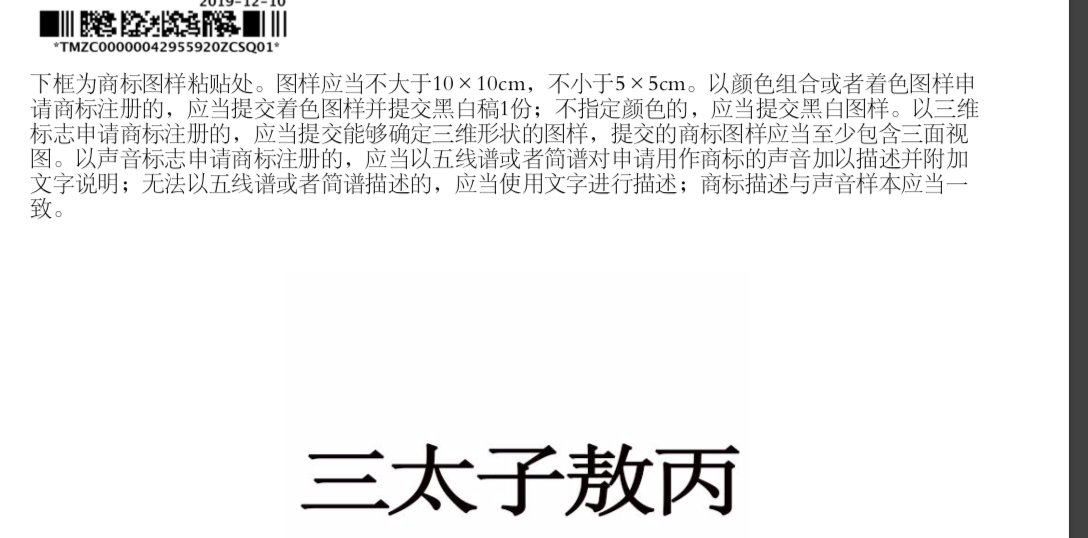 2019-12-10
*TMZC00000042955920ZCSQ01*
下框为商标图样粘贴处。图样应当不大于10×10cm，不小于5×5cm。以颜色组合或者着色图样申
请商标注册的，应当提交着色图样并提交黑白稿1份；不指定颜色的，应当提交黑白图样。以三维
标志申请商标注册的，应当提交能够确定三维形状的图样，提交的商标图样应当至少包含三面视
图。以声音标志申请商标注册的，应当以五线谱或者简谱对申请用作商标的声音加以描述并附加
文字说明；无法以五线谱或者简谱描述的，应当使用文字进行描述；商标描述与声音样本应当一
致。
三太子敖丙